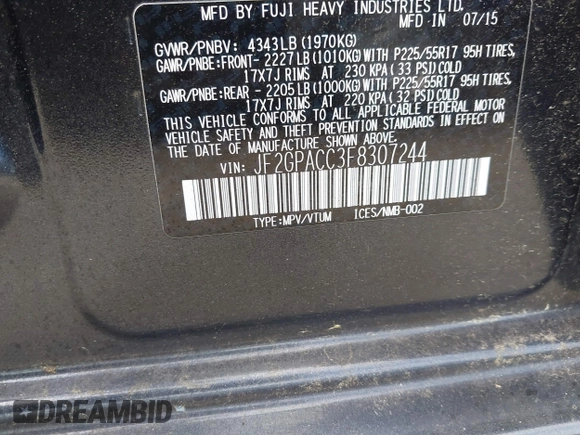 MFD BY FUJI HEAVY INDUSTRIES LTD.
MFD IN 07/15
GVWR/PNBV: 4343LB (1970KG)
GAWR/PNBE:FRONT- 2227LB (1010KG)WITH P225/55R17 95H TIRES,
17X7J RIMS AT 230 KPA (33 PSI)COLD
GAWR/PNBE:REAR - 2205LB (1000KG)WITH P225/55R17 95H TIRES,
17X7J RIMS AT 220 KPA (32 PSI)COLD
THIS VEHICLE CONFORMS TO ALL APPLICABLE FEDERAL MOTOR
VEHICLE SAFETY AND THEFT PREVENTION STANDARDS IN EFFECT ON
THE DATE OF MANUFACTURE SHOWN ABOVE.
VIN: JF2GPACC3F8307244
TYPE:MPV/VTUM ICES/NMB-002
DREAMBID